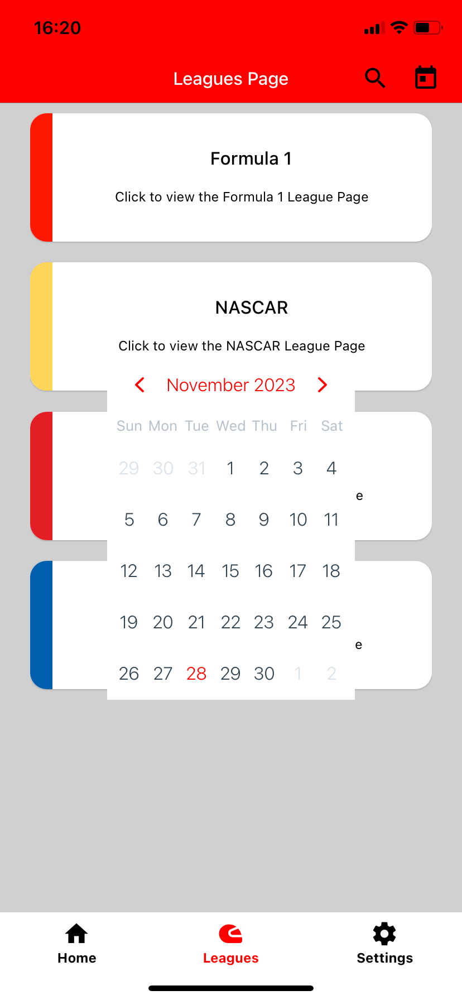 16:20
Leagues Page
Formula 1
Click to view the Formula 1 League Page
NASCAR
Click to view the NASCAR League Page
November 2023
Sun Mon Tue Wed Thu Fri Sat
29 30 31 1 2 3 4
e
5 6 7 8 9 10 11
12 13 14 15 16 17 18
19 20 21 22 23 24 25
e
26 27 28 29 30 1 2
Home Leagues Settings